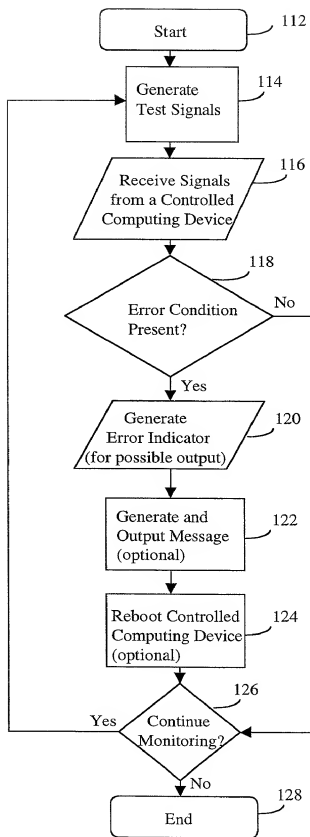 Start
112
Generate
Test Signals
114
Receive Signals
from a Controlled
Computing Device
116
118
Error Condition
Present?
No
Yes
Generate
Error Indicator
(for possible output)
120
Generate and
Output Message
(optional)
122
Reboot Controlled
Computing Device
(optional)
124
126
Yes
Continue
Monitoring?
No
End
128